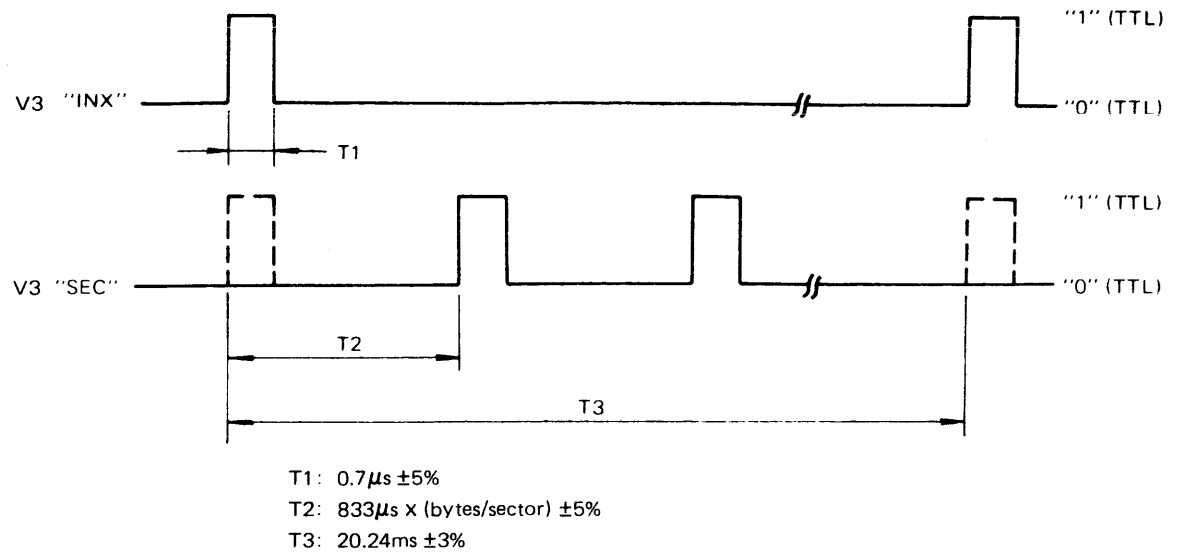 "1" (TTL)
V3 "INX"
"0" (TTL)
T1
"1" (TTL)
V3 "SEC"
"0" (TTL)
T2
T3
T1: 0.7μs ±5%
T2: 833μs x (bytes/sector) ±5%
T3: 20.24ms ±3%